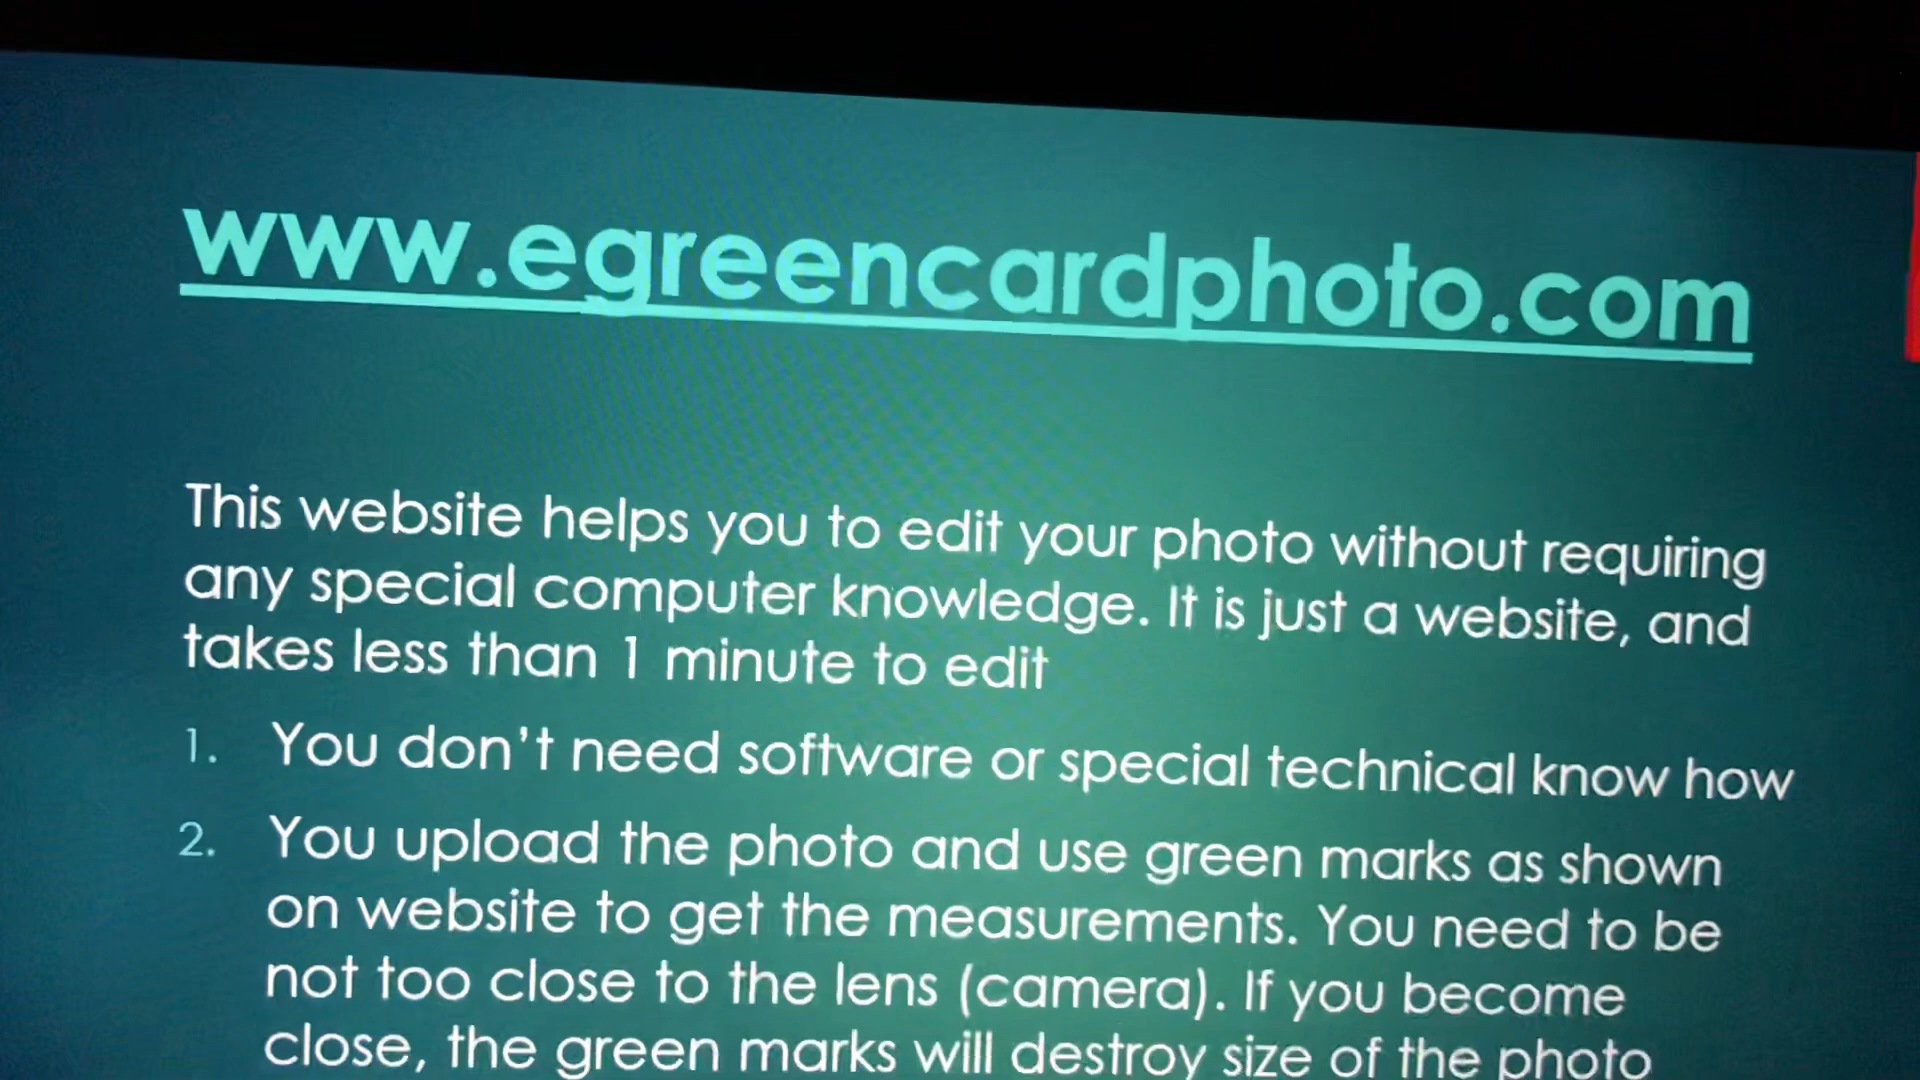 www.egreencardphoto.com
This website helps you to edit your photo without requiring
any special computer knowledge. It is just a website, and
takes less than 1 minute to edit
1. You don't need software or special technical know how
2. You upload the photo and use green marks as shown
on website to get the measurements. You need to be
not too close to the lens (camera). If you become
close, the green marks will destroy size of the photo